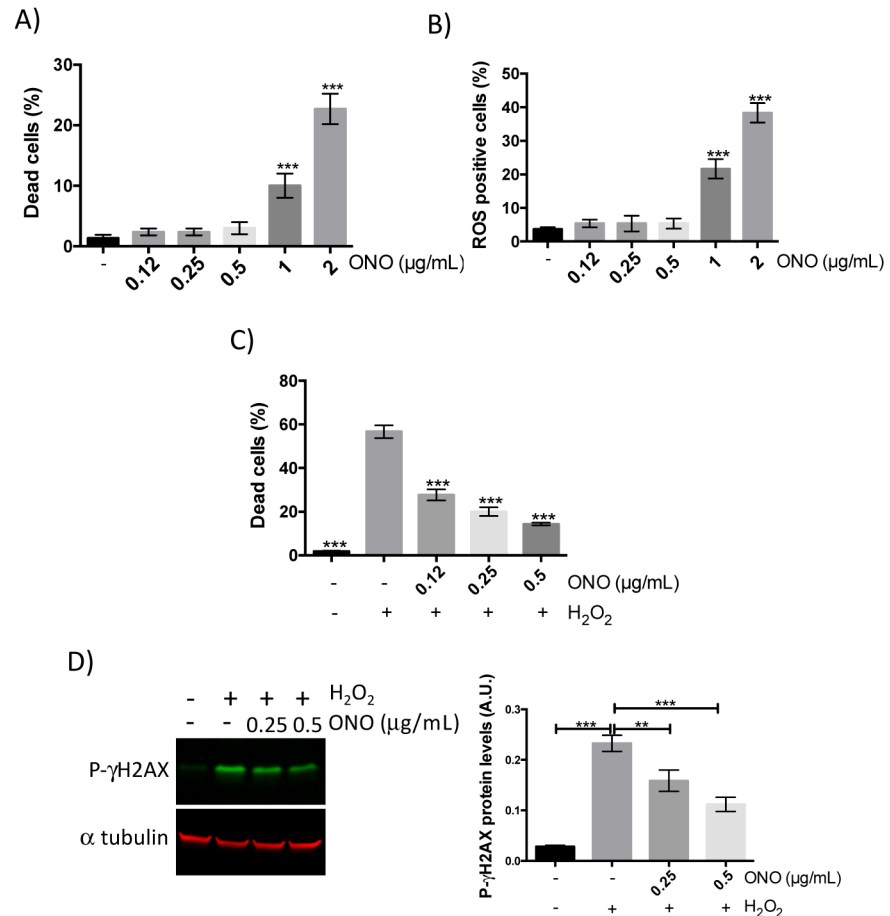 A)
Dead cells (%)
30
20
10
0
***
***
- 0.12 0.25 0.5 1 2 ONO (µg/mL)
B)
ROS positive cells (%)
50
40
30
20
10
0
***
***
- 0.12 0.25 0.5 1 2 ONO (µg/mL)
C)
Dead cells (%)
80
60
40
20
0
*** *** *** ***
- - 0.12 0.25 0.5 ONO (µg/mL)
- + + + + H₂O₂
D)
- + + + H₂O₂
- - 0.25 0.5 ONO (µg/mL)
P-γH2AX
α tubulin
P-γH2AX protein levels (A.U.)
0.3
0.2
0.1
0.0
***
*** **
- - 0.25 0.5 ONO (µg/mL)
- + + + H₂O₂